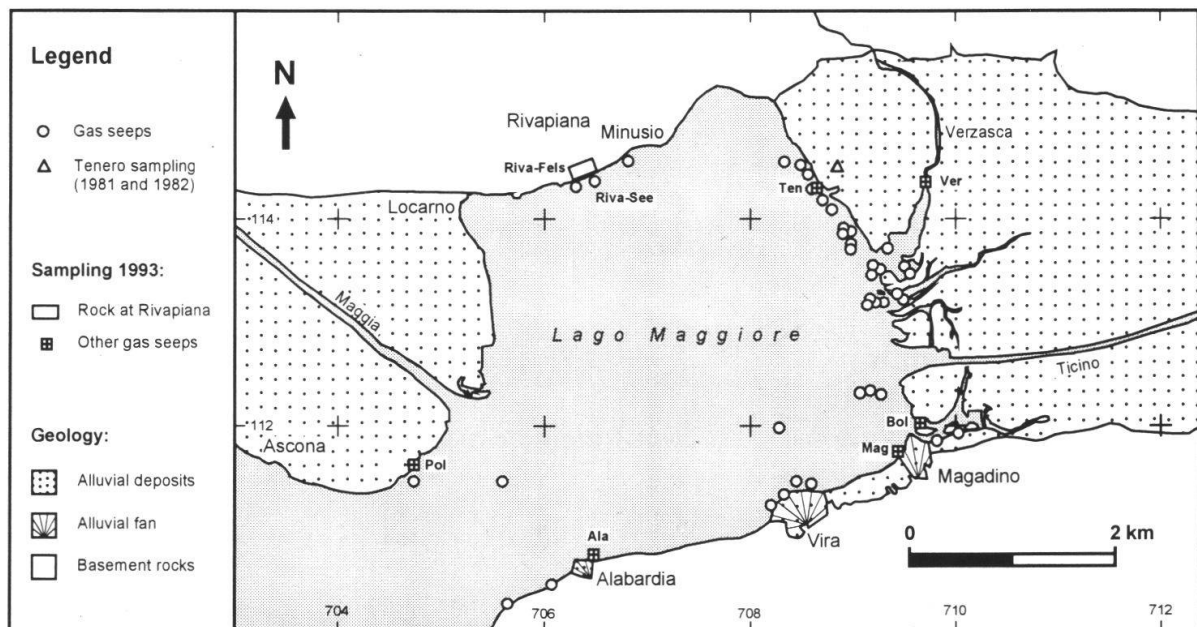 Legend
Gas seeps
Tenero sampling
(1981 and 1982)
Sampling 1993:
Rock at Rivapiana
Other gas seeps
Geology:
Alluvial deposits
Alluvial fan
Basement rocks
N
Rivapiana
Minusio
Riva-Fels
Riva-See
Locarno
114
Maggia
Lago Maggiore
Verzasca
Ten
Ver
Ticino
112
Ascona
Pol
Bol
Mag
Magadino
Vira
Ala
Alabardia
0 2 km
704 706 708 710 712